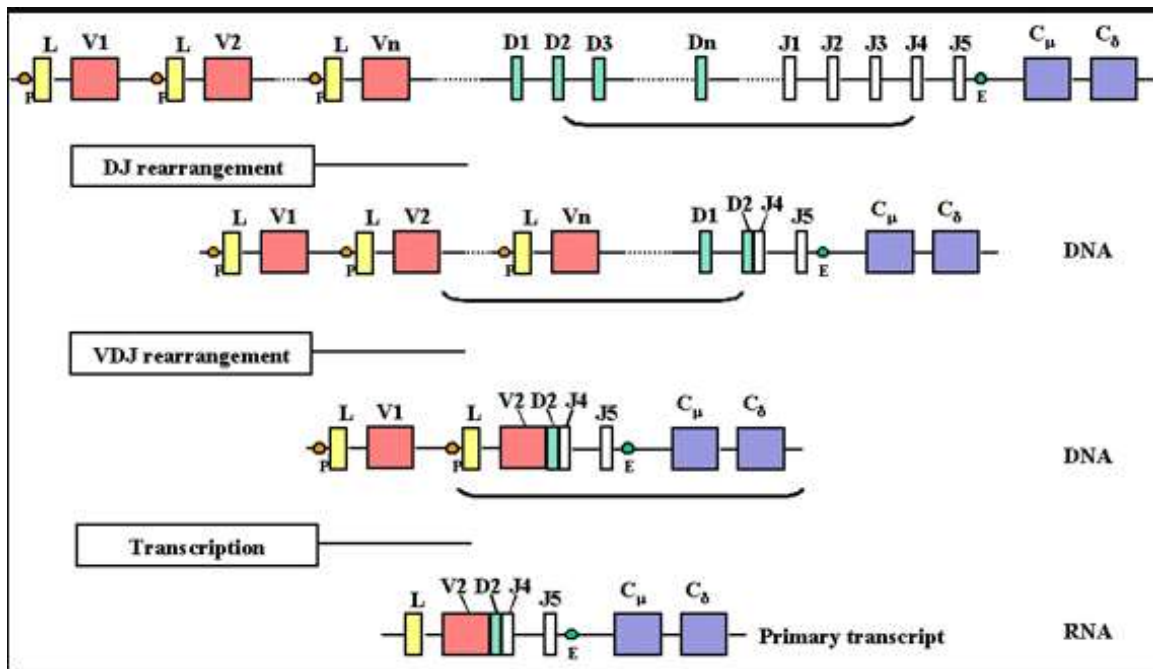 L V1 L V2 L Vn D1 D2 D3 Dn J1 J2 J3 J4 J5 Cμ Cδ
P P P E
DJ rearrangement
L V1 L V2 L Vn D1 D2 J4 J5 Cμ Cδ
DNA
P P P E
VDJ rearrangement
L V1 L V2 D2 J4 J5 Cμ Cδ
DNA
P P E
Transcription
L V2 D2 J4 J5 Cμ Cδ
Primary transcript RNA
E